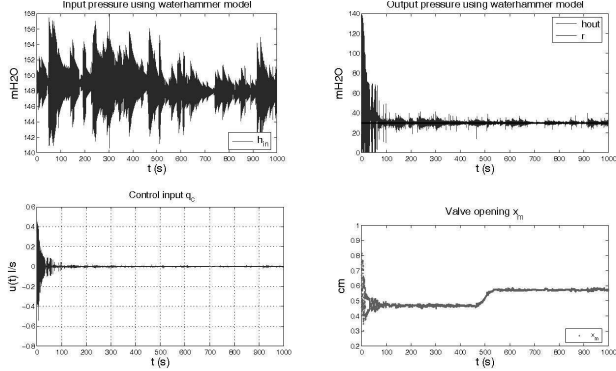 Input pressure using waterhammer model
158
156
154
152
150
148
146
144
142
140
mH2O
h_in
0 100 200 300 400 500 600 700 800 900 1000
t (s)
Output pressure using waterhammer model
140
120
100
80
60
40
20
0
mH2O
hout
r
0 100 200 300 400 500 600 700 800 900 1000
t (s)
Control input q_c
0.6
0.4
0.2
0
−0.2
−0.4
−0.6
−0.8
u(t) l/s
0 100 200 300 400 500 600 700 800 900 1000
t (s)
Valve opening x_m
1
0.9
0.8
0.7
0.6
0.5
0.4
0.3
0.2
cm
x_m
0 100 200 300 400 500 600 700 800 900 1000
t (s)